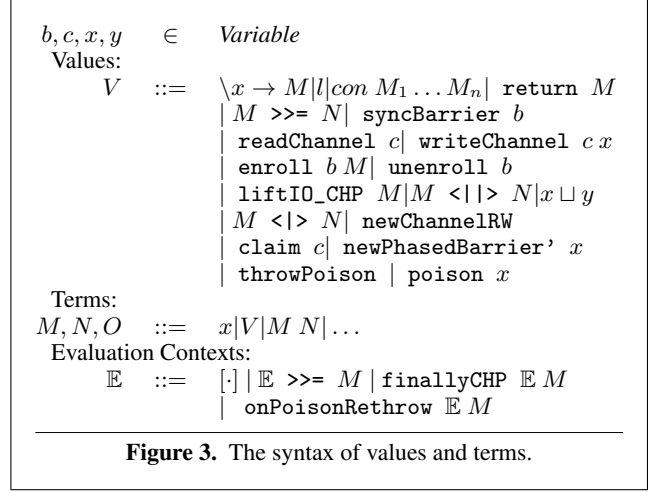 b, c, x, y ∈ Variable
Values:
V ::= \x → M|l|con M₁ … Mₙ| return M
| M >>= N| syncBarrier b
| readChannel c| writeChannel c x
| enroll b M| unenroll b
| liftIO_CHP M|M <||> N|x ⊔ y
| M <|> N| newChannelRW
| claim c| newPhasedBarrier’ x
| throwPoison | poison x
Terms:
M, N, O ::= x|V|M N| …
Evaluation Contexts:
𝔼 ::= [·] | 𝔼 >>= M | finallyCHP 𝔼 M
| onPoisonRethrow 𝔼 M
Figure 3. The syntax of values and terms.